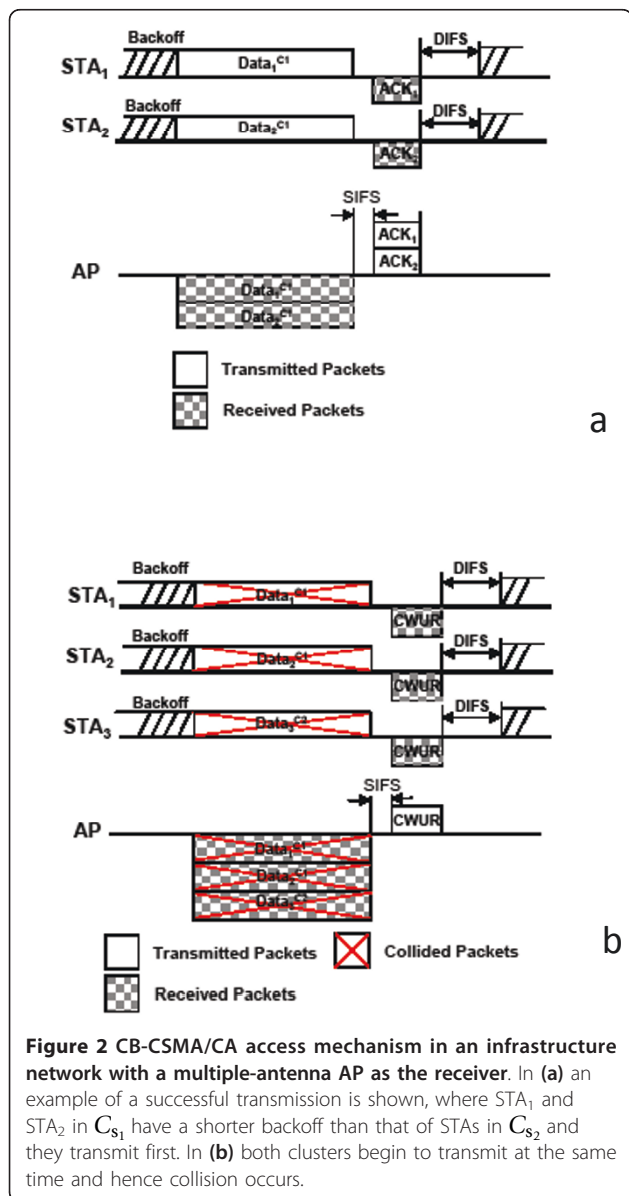 Backoff
DIFS
STA₁
Data₁ᶜ¹
ACK₁
Backoff
DIFS
STA₂
Data₂ᶜ¹
ACK₂
SIFS
ACK₁
ACK₂
AP
Data₁ᶜ¹
Data₂ᶜ¹
Transmitted Packets
Received Packets
a
Backoff
DIFS
STA₁
Data₁ᶜ¹
CWUR
Backoff
DIFS
STA₂
Data₂ᶜ¹
CWUR
Backoff
DIFS
STA₃
Data₃ᶜ²
CWUR
SIFS
CWUR
AP
Data₁ᶜ¹
Data₂ᶜ¹
Data₃ᶜ²
Transmitted Packets
Collided Packets
Received Packets
b
Figure 2 CB-CSMA/CA access mechanism in an infrastructure
network with a multiple-antenna AP as the receiver. In (a) an
example of a successful transmission is shown, where STA₁ and
STA₂ in C_s₁ have a shorter backoff than that of STAs in C_s₂ and
they transmit first. In (b) both clusters begin to transmit at the same
time and hence collision occurs.